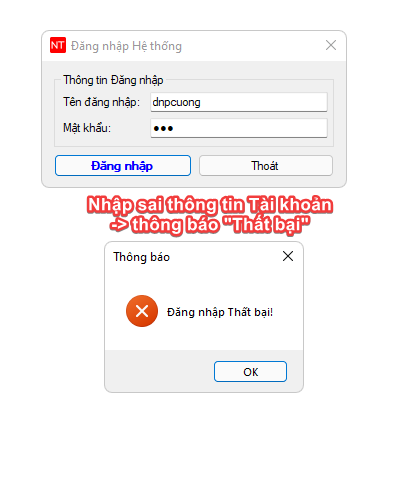 NT Đăng nhập Hệ thống
Thông tin Đăng nhập
Tên đăng nhập: dnpcuong
Mật khẩu: ●●●
Đăng nhập Thoát
Nhập sai thông tin Tài khoản
-> thông báo "Thất bại"
Thông báo
Đăng nhập Thất bại!
OK